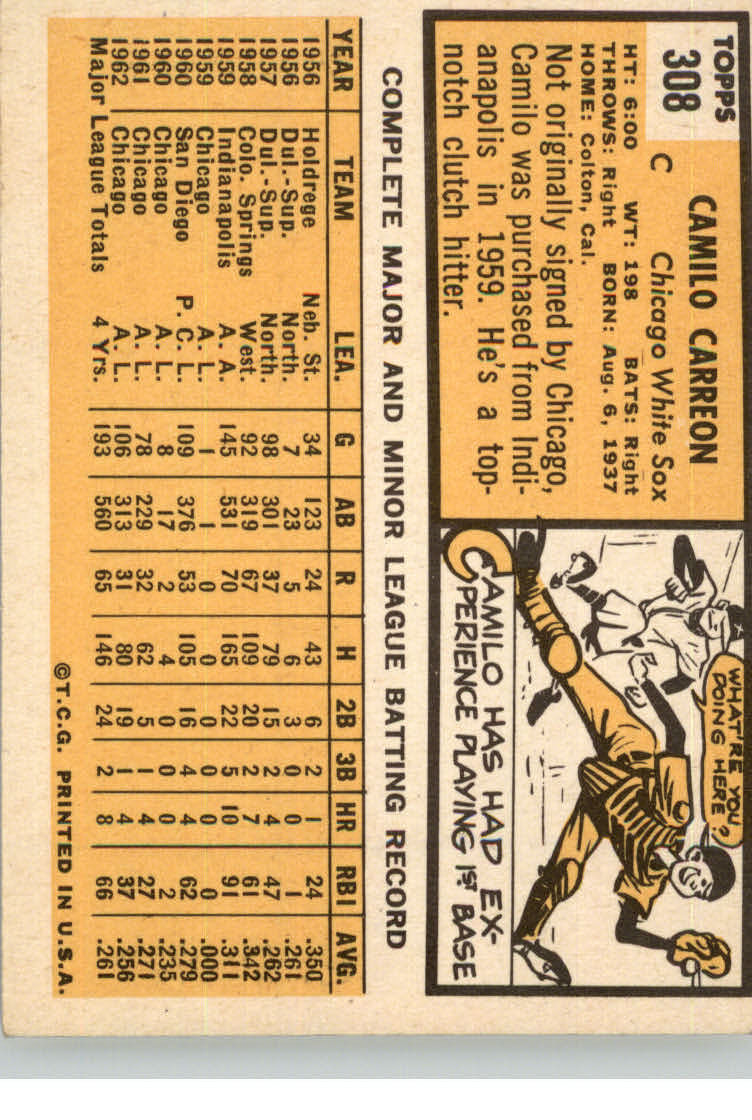 TOPPS
308
CAMILO CARREON
C Chicago White Sox
HT: 6:00 WT: 198 BATS: Right
THROWS: Right BORN: Aug. 6, 1937
HOME: Colton, Cal.
Not originally signed by Chicago,
Camilo was purchased from Indi-
anapolis in 1959. He's a top-
notch clutch hitter.
WHAT'RE YOU
DOING HERE?
CAMILO HAS HAD EX-
PERIENCE PLAYING 1ST BASE
COMPLETE MAJOR AND MINOR LEAGUE BATTING RECORD
YEAR TEAM LEA. G AB R H 2B 3B HR RBI AVG.
1956 Holdrege Neb. St. 34 123 24 43 6 2 1 24 .350
1956 Dul.-Sup. North. 7 23 5 6 3 0 0 1 .261
1957 Dul.-Sup. North. 98 301 37 79 15 2 4 47 .262
1958 Colo. Springs West. 92 319 67 109 20 2 7 61 .342
1959 Indianapolis A. A. 145 531 70 165 22 5 10 91 .311
1959 Chicago A. L. 1 1 0 0 0 0 0 0 .000
1960 San Diego P. C. L. 109 376 53 105 16 4 4 62 .279
1960 Chicago A. L. 8 17 2 4 0 0 0 2 .235
1961 Chicago A. L. 78 229 32 62 5 1 4 27 .271
1962 Chicago A. L. 106 313 31 80 19 1 4 37 .256
Major League Totals 4 Yrs. 193 560 65 146 24 2 8 66 .261
©T.C.G. PRINTED IN U.S.A.